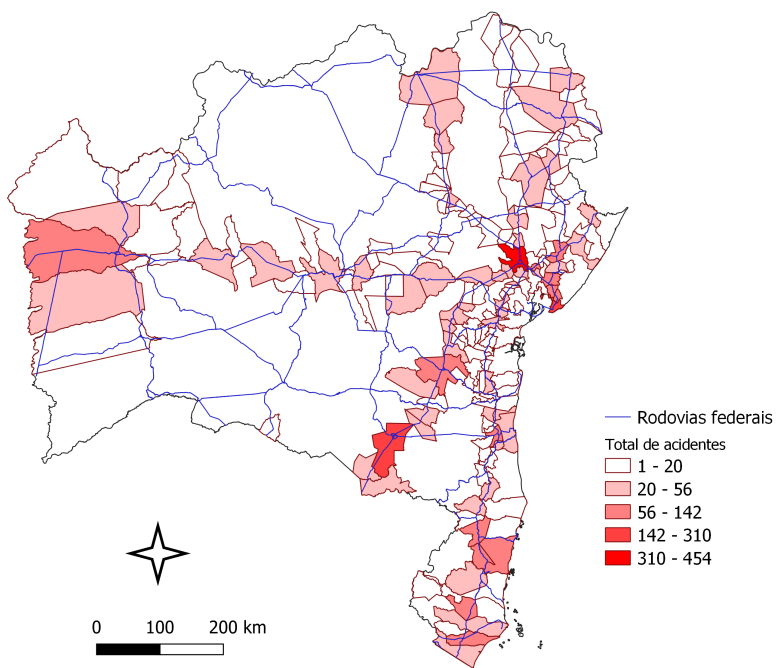 Rodovias federais
Total de acidentes
1 - 20
20 - 56
56 - 142
142 - 310
310 - 454
0 100 200 km